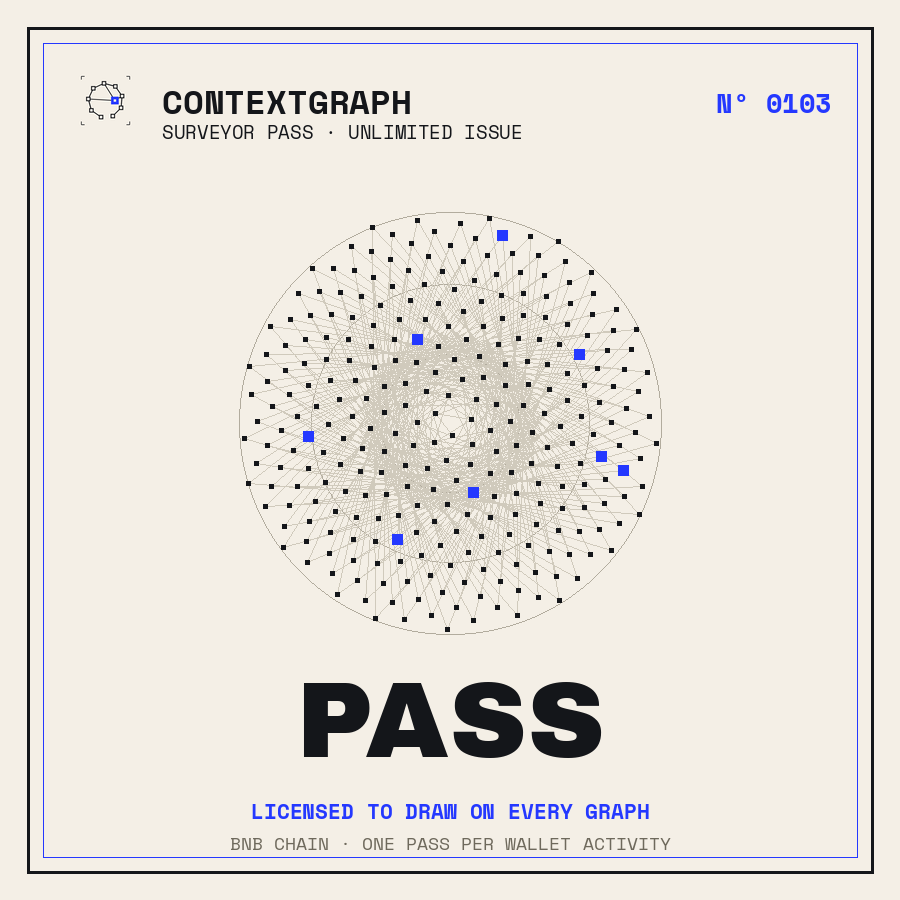 CONTEXTGRAPH
N° 0103
SURVEYOR PASS · UNLIMITED ISSUE
PASS
LICENSED TO DRAW ON EVERY GRAPH
BNB CHAIN · ONE PASS PER WALLET ACTIVITY